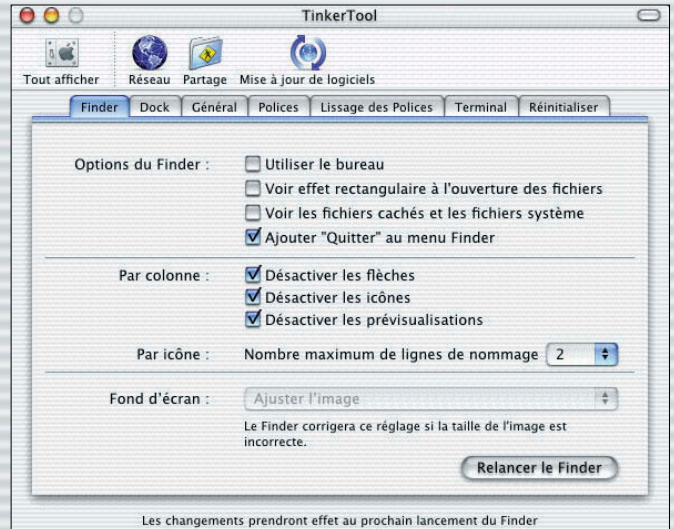 TinkerTool
Tout afficher Réseau Partage Mise à jour de logiciels
Finder Dock Général Polices Lissage des Polices Terminal Réinitialiser
Options du Finder : Utiliser le bureau
Voir effet rectangulaire à l'ouverture des fichiers
Voir les fichiers cachés et les fichiers système
Ajouter "Quitter" au menu Finder
Par colonne : Désactiver les flèches
Désactiver les icônes
Désactiver les prévisualisations
Par icône : Nombre maximum de lignes de nommage 2
Fond d'écran : Ajuster l'image
Le Finder corrigera ce réglage si la taille de l'image est
incorrecte.
Relancer le Finder
Les changements prendront effet au prochain lancement du Finder